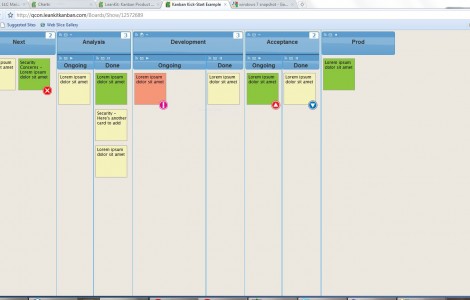 Charts
LeanKit Kanban Product ...
Kanban Kick-Start Example
windows 7 snapshot - Go...
http://qcon.leankitkanban.com/Boards/Show/12572689
Suggested Sites
Web Slice Gallery
Next
2
Analysis
3
Development
3
Acceptance
2
Prod
Ongoing
Done
Ongoing
Done
Ongoing
Done
ipsum
t amet
Security
Concerns -
Lorem ipsum
dolor sit amet
Lorem ipsum
dolor sit amet
Lorem ipsum
dolor sit amet
Lorem ipsum
dolor sit amet
Lorem ipsum
dolor sit amet
Lorem ipsum
dolor sit amet
Lorem ipsum
dolor sit amet
Lorem ipsum
dolor sit amet
Security -
Here's another
card to add
Lorem ipsum
dolor sit amet